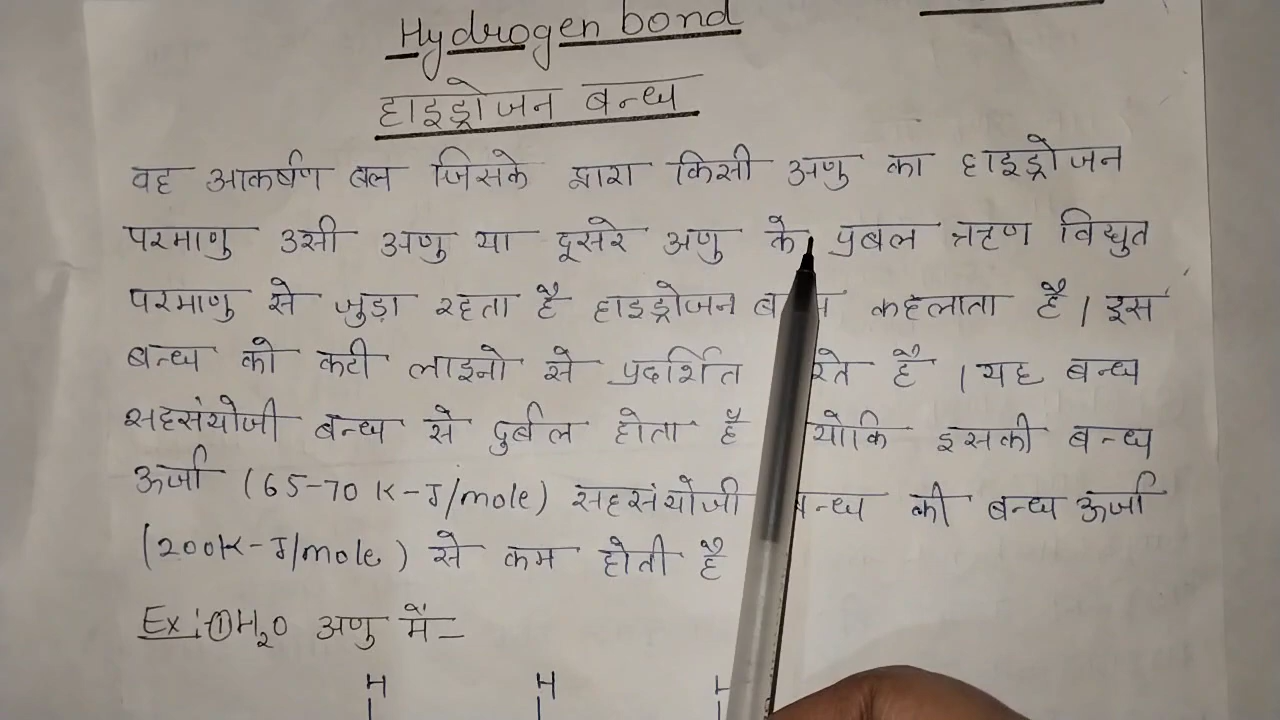 Hydrogen bond
हाइड्रोजन बन्ध
वह आकर्षण बल जिसके द्वारा किसी अणु का हाइड्रोजन
परमाणु उसी अणु या दूसरे अणु के प्रबल ऋण विद्युत
परमाणु से जुड़ा रहता है हाइड्रोजन कहलाता है । इस
बन्ध को कटी लाइनो से प्रदर्शित है । यह बन्ध
सहसंयोजी बन्ध से दुर्बल होता है इसकी बन्ध
ऊर्जा (65-70 K-J/mole) सहसंयोजी की बन्ध ऊर्जा
(200K-J/mole) से कम होती है
Ex:-① H₂O अणु में-
H H